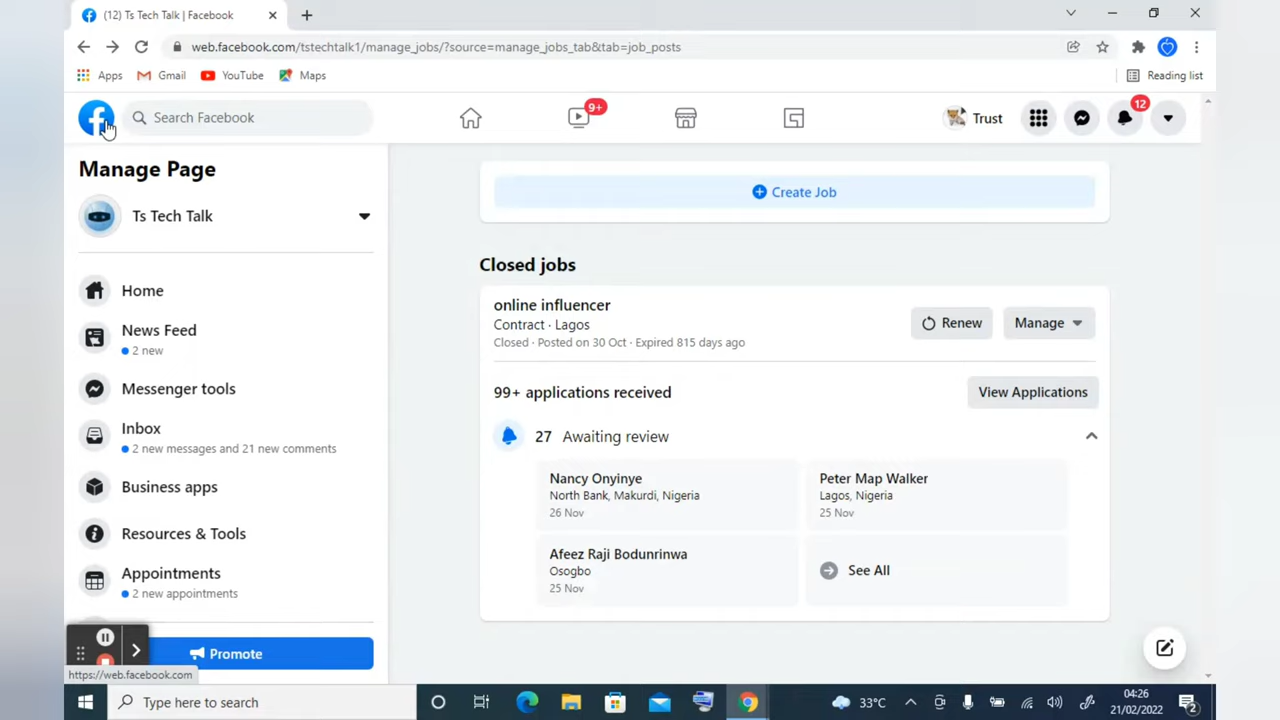 (12) Ts Tech Talk | Facebook
web.facebook.com/tstechtalk1/manage_jobs/?source=manage_jobs_tab&tab=job_posts
Apps Gmail YouTube Maps Reading list
Search Facebook
9+
Trust
12
Manage Page
Ts Tech Talk
Home
News Feed
2 new
Messenger tools
Inbox
2 new messages and 21 new comments
Business apps
Resources & Tools
Appointments
2 new appointments
Promote
https://web.facebook.com
Create Job
Closed jobs
online influencer
Contract · Lagos
Closed · Posted on 30 Oct · Expired 815 days ago
Renew
Manage
99+ applications received
View Applications
27 Awaiting review
Nancy Onyinye
North Bank, Makurdi, Nigeria
26 Nov
Peter Map Walker
Lagos, Nigeria
25 Nov
Afeez Raji Bodunrinwa
Osogbo
25 Nov
See All
Type here to search
33°C
04:26
21/02/2022
2